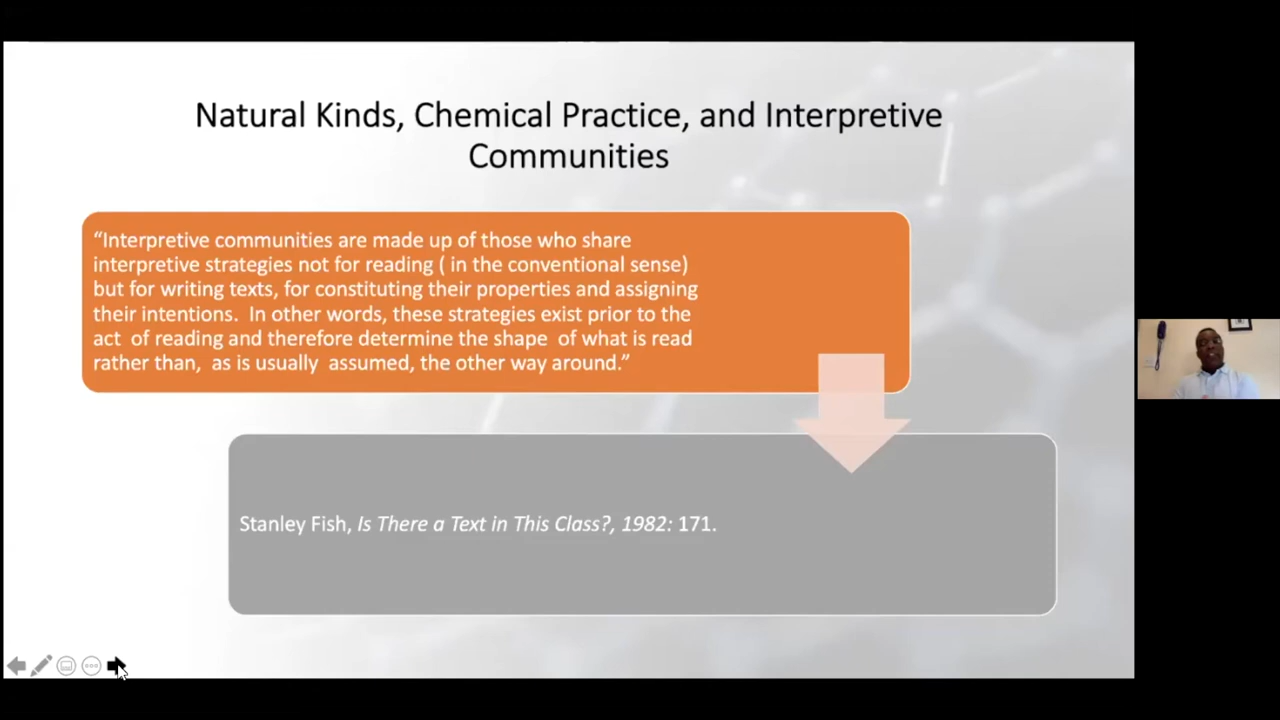 Natural Kinds, Chemical Practice, and Interpretive
Communities
“Interpretive communities are made up of those who share
interpretive strategies not for reading ( in the conventional sense)
but for writing texts, for constituting their properties and assigning
their intentions.  In other words, these strategies exist prior to the
act  of reading and therefore determine the shape  of what is read
rather than,  as is usually  assumed, the other way around.”
Stanley Fish, Is There a Text in This Class?, 1982: 171.